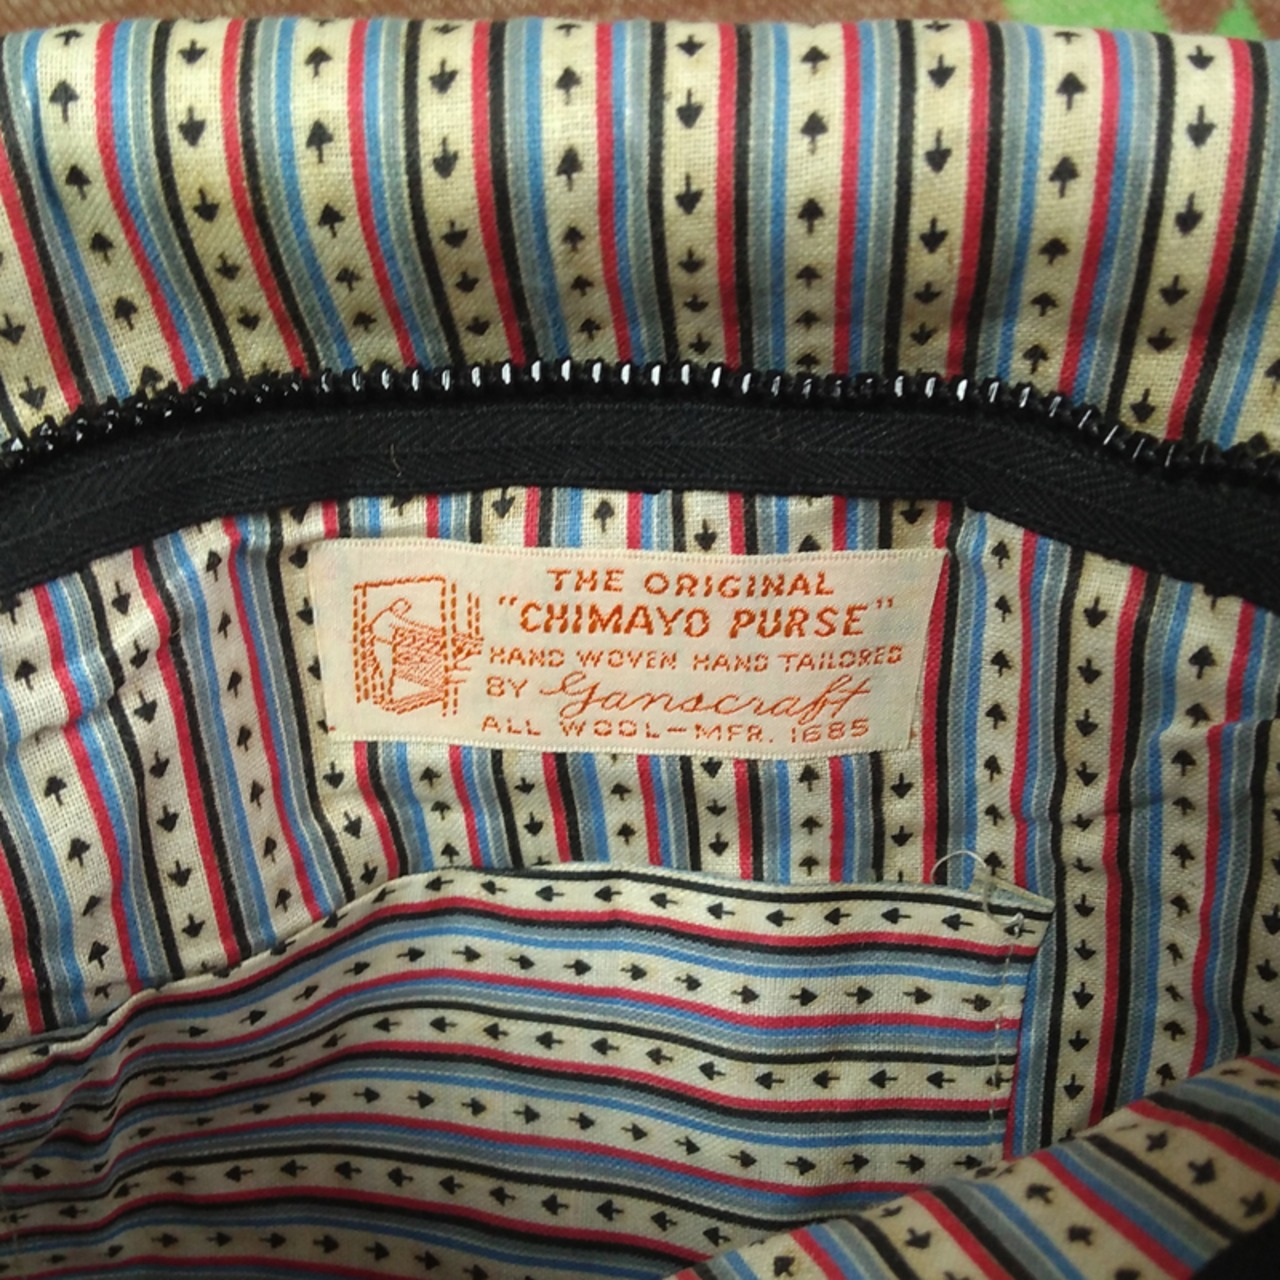 THE ORIGINAL
"CHIMAYO PURSE"
HAND WOVEN HAND TAILORED
BY Ganscraft
ALL WOOL-MFR. 1685